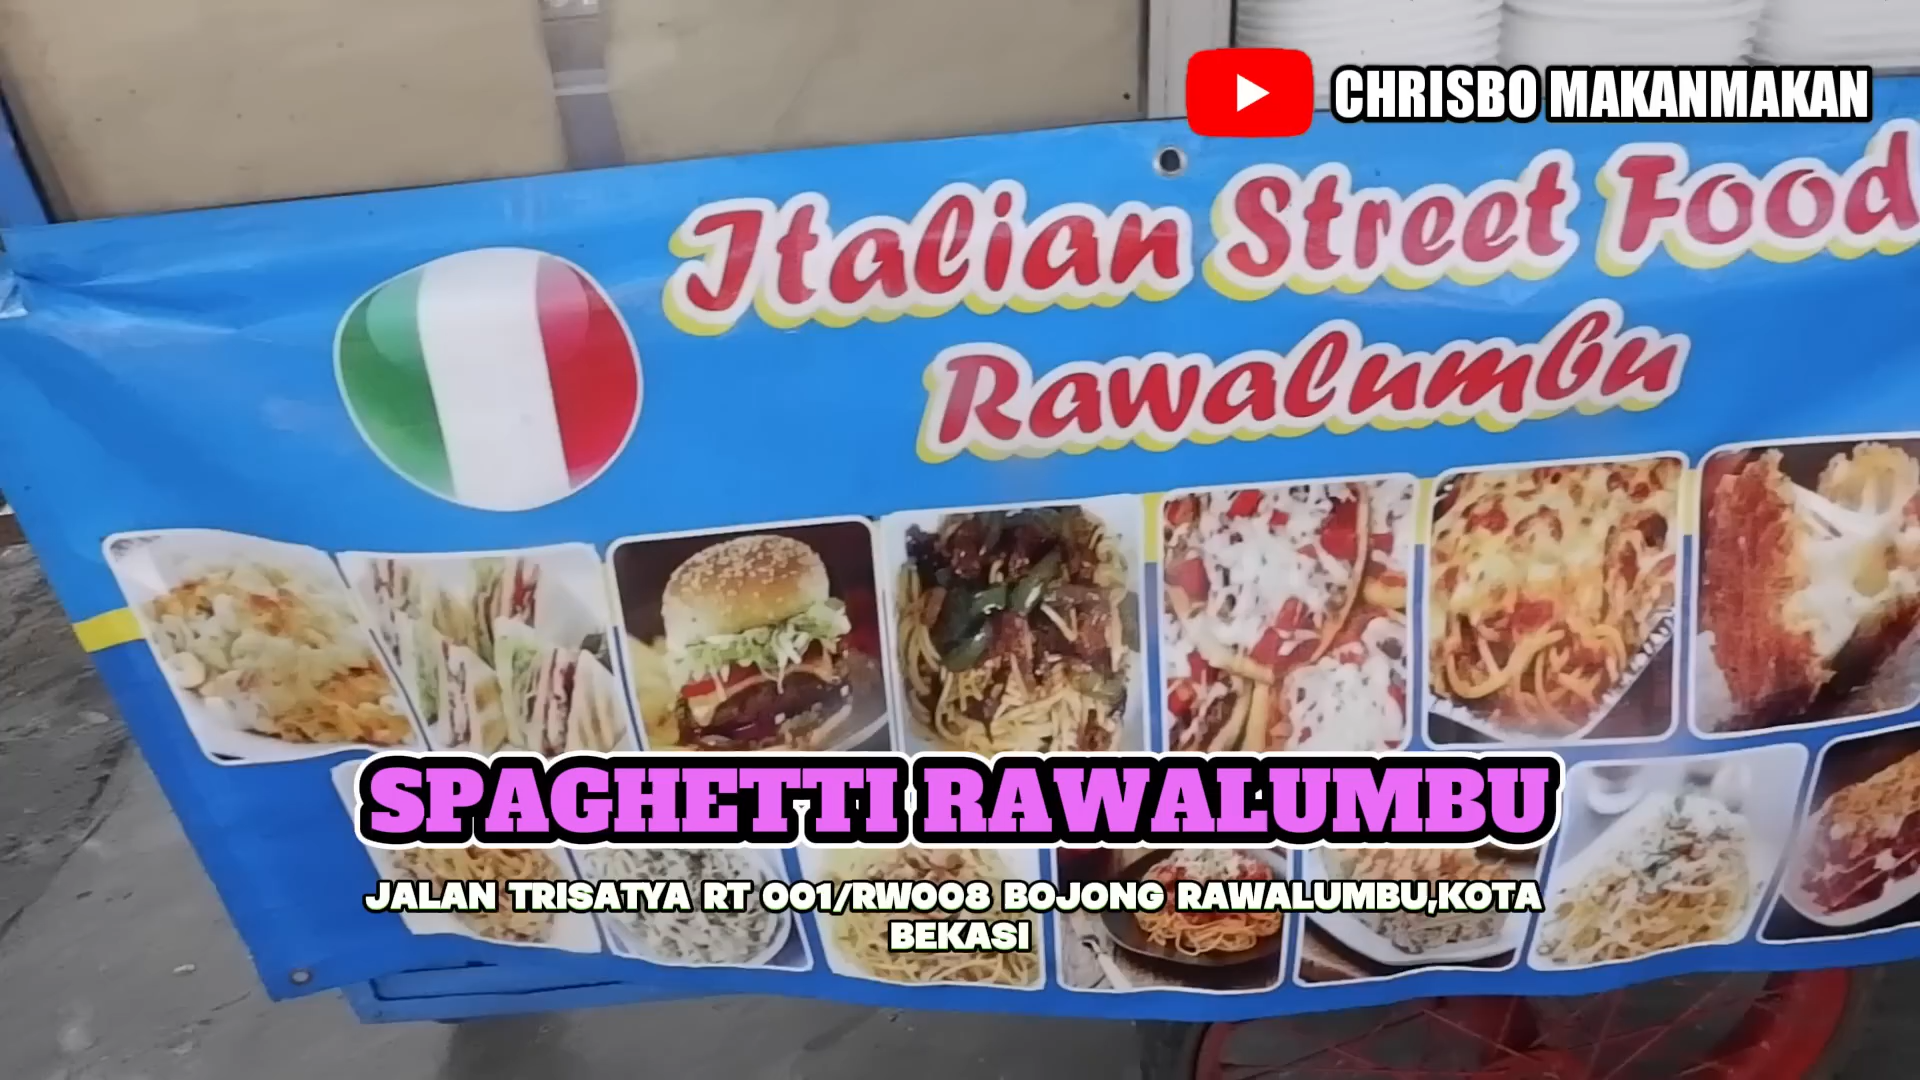 CHRISBO MAKANMAKAN
Italian Street Food
Rawalumbu
SPAGHETTI RAWALUMBU
JALAN TRISATYA RT 001/RW008 BOJONG RAWALUMBU,KOTA
BEKASI